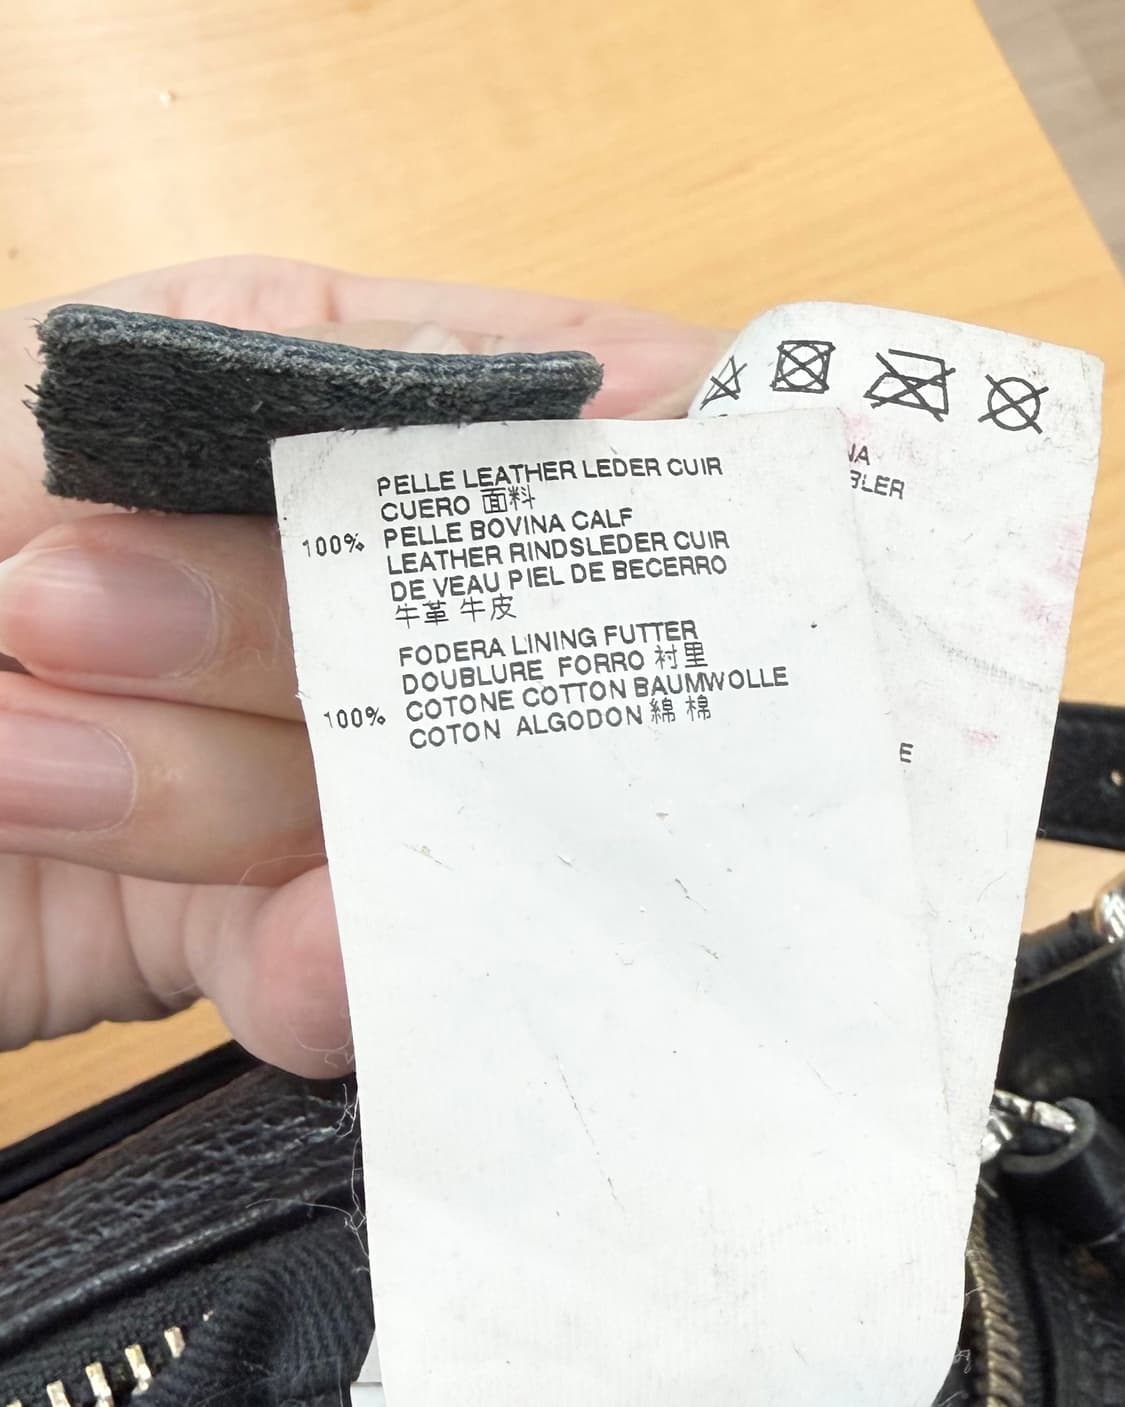 PELLE LEATHER LEDER CUIR
CUERO 面料
100% PELLE BOVINA CALF
LEATHER RINDSLEDER CUIR
DE VEAU PIEL DE BECERRO
牛革 牛皮
FODERA LINING FUTTER
DOUBLURE FORRO 衬里
100% COTONE COTTON BAUMWOLLE
COTON ALGODON 綿 棉
NA
BLER
E